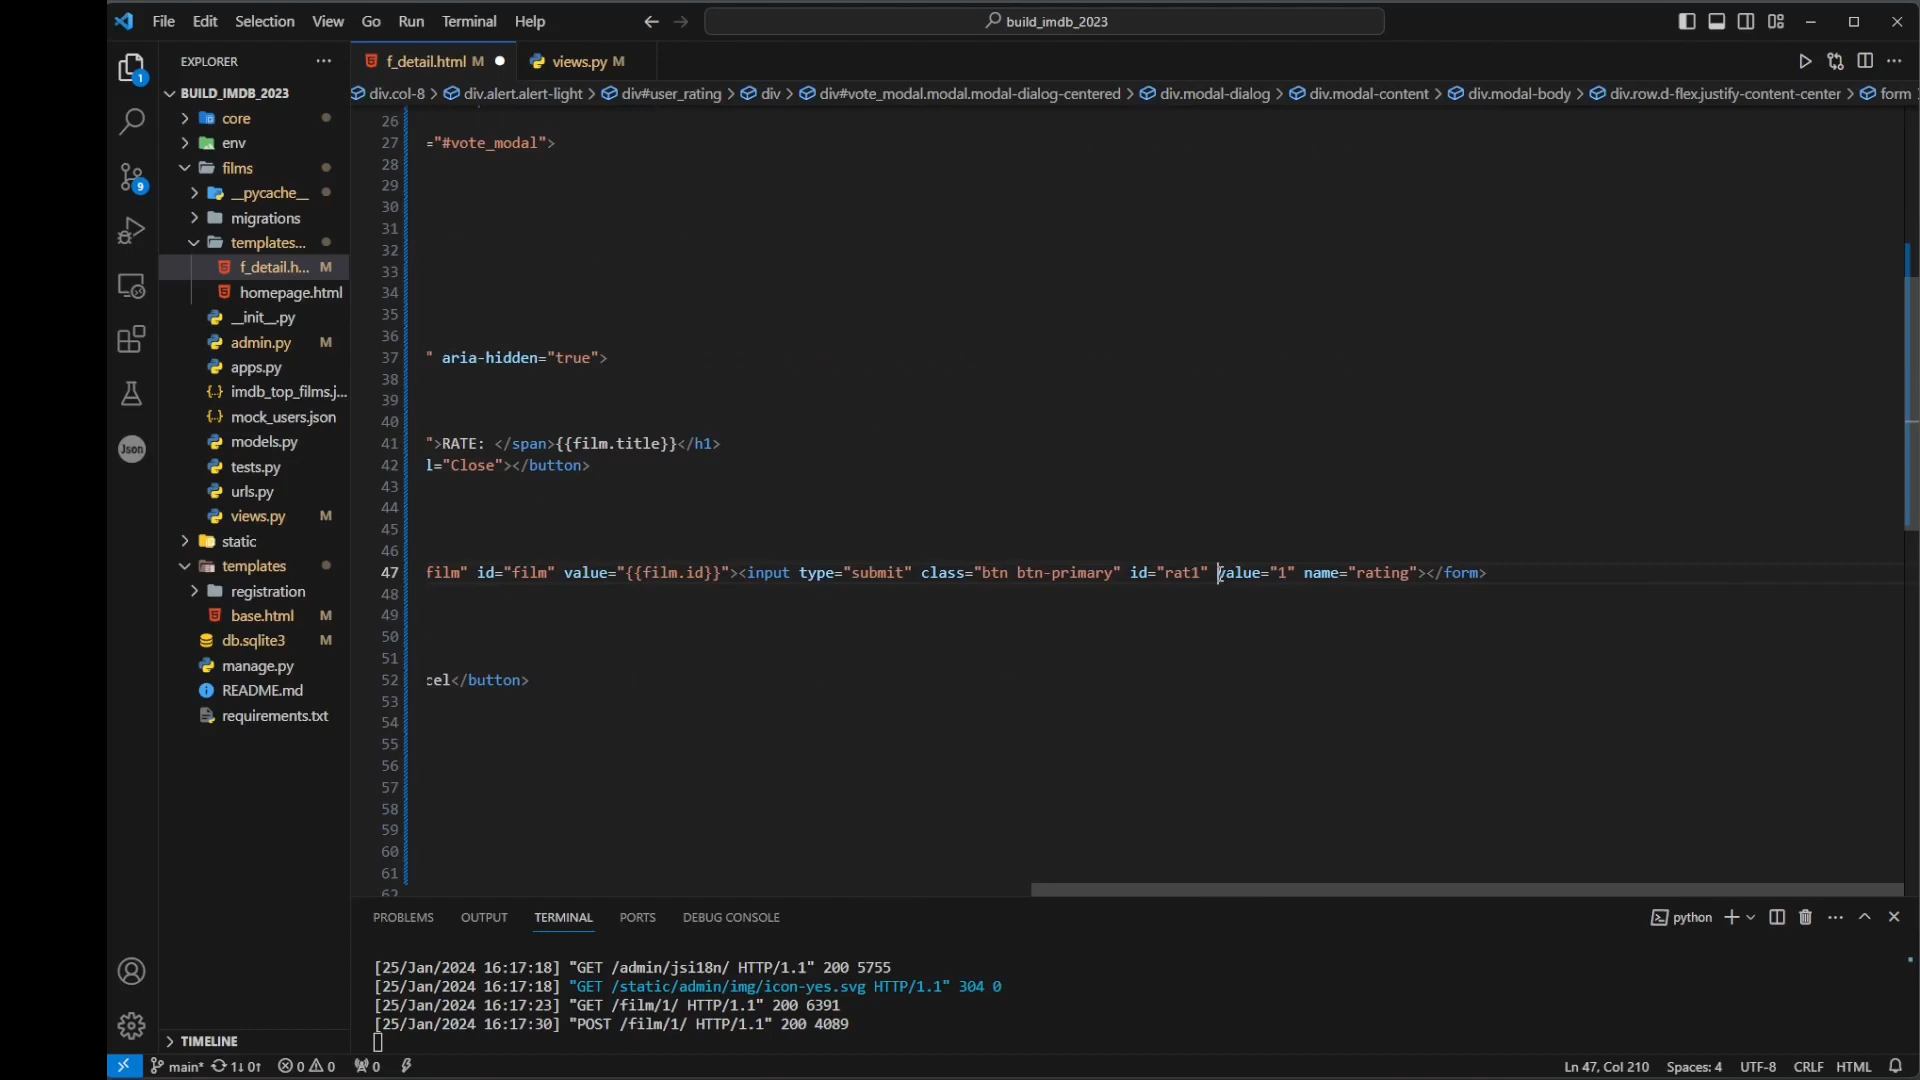 File Edit Selection View Go Run Terminal Help
build_imdb_2023
EXPLORER
BUILD_IMDB_2023
core
env
films
__pycache__
migrations
templates...
f_detail.h... M
homepage.html
__init__.py
admin.py M
apps.py
imdb_top_films.j...
mock_users.json
models.py
tests.py
urls.py
views.py M
static
templates
registration
base.html M
db.sqlite3 M
manage.py
README.md
requirements.txt
TIMELINE
1
9
Json
f_detail.html M
views.py M
div.col-8 > div.alert.alert-light > div#user_rating > div > div#vote_modal.modal.modal-dialog-centered > div.modal-dialog > div.modal-content > div.modal-body > div.row.d-flex.justify-content-center > form
26
27 ="#vote_modal">
28
29
30
31
32
33
34
35
36
37 " aria-hidden="true">
38
39
40
41 ">RATE: </span>{{film.title}}</h1>
42 l="Close"></button>
43
44
45
46
47 film" id="film" value="{{film.id}}"><input type="submit" class="btn btn-primary" id="rat1" value="1" name="rating"></form>
48
49
50
51
52 cel</button>
53
54
55
56
57
58
59
60
61
62
PROBLEMS OUTPUT TERMINAL PORTS DEBUG CONSOLE
python
[25/Jan/2024 16:17:18] "GET /admin/jsi18n/ HTTP/1.1" 200 5755
[25/Jan/2024 16:17:18] "GET /static/admin/img/icon-yes.svg HTTP/1.1" 304 0
[25/Jan/2024 16:17:23] "GET /film/1/ HTTP/1.1" 200 6391
[25/Jan/2024 16:17:30] "POST /film/1/ HTTP/1.1" 200 4089
main* 1↓ 0↑ 0 0 0
Ln 47, Col 210 Spaces: 4 UTF-8 CRLF HTML